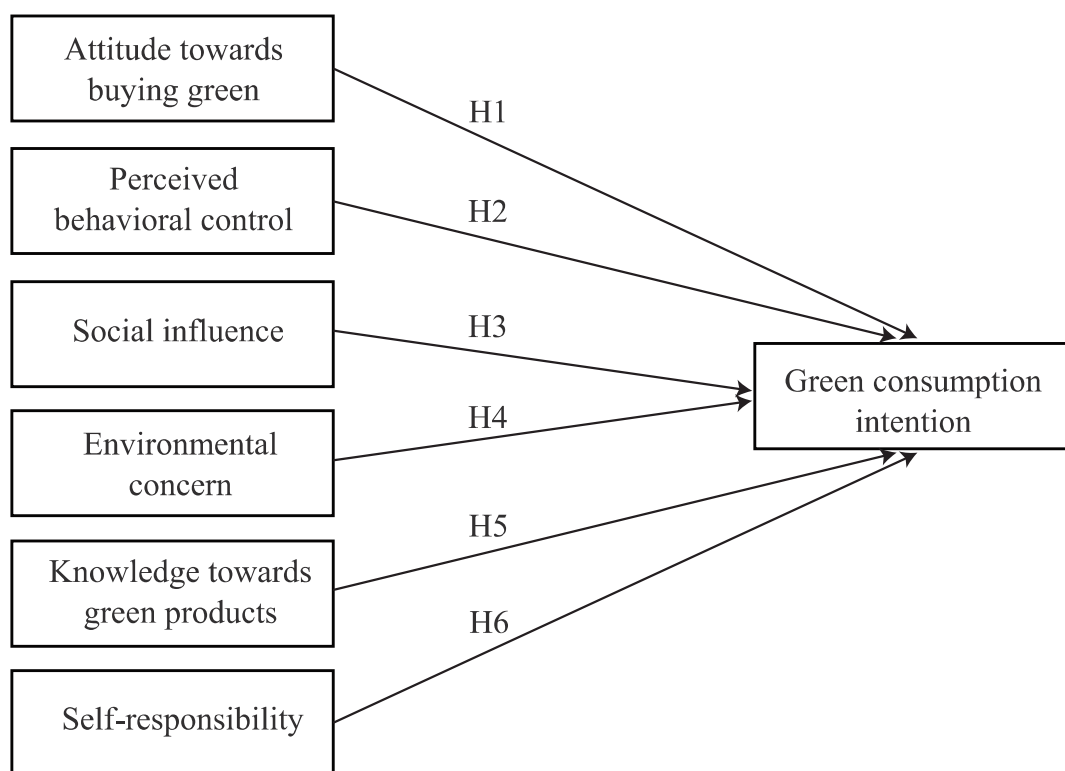 Attitude towards
buying green
H1
Perceived
behavioral control
H2
Social influence
H3
Green consumption
intention
Environmental
concern
H4
Knowledge towards
green products
H5
Self-responsibility
H6